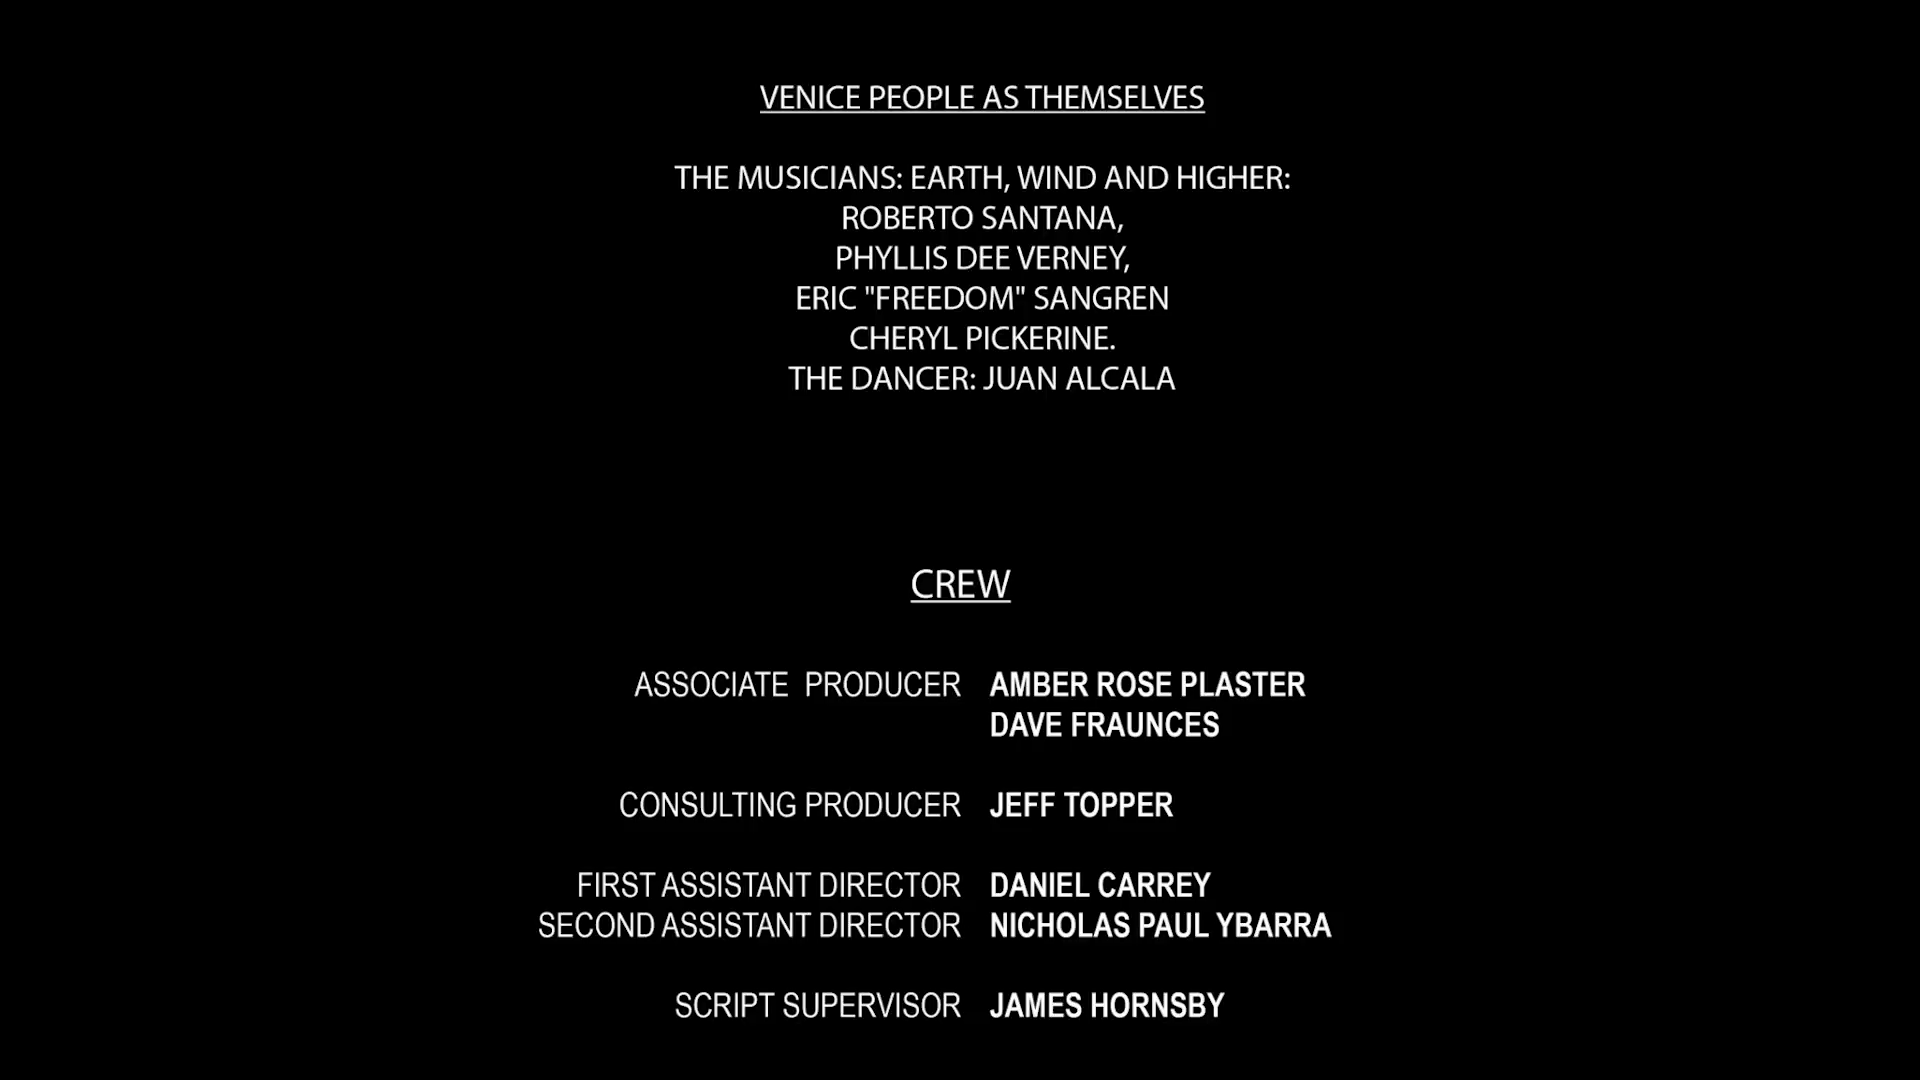 VENICE PEOPLE AS THEMSELVES
THE MUSICIANS: EARTH, WIND AND HIGHER:
ROBERTO SANTANA,
PHYLLIS DEE VERNEY,
ERIC "FREEDOM" SANGREN
CHERYL PICKERINE.
THE DANCER: JUAN ALCALA
CREW
ASSOCIATE PRODUCER AMBER ROSE PLASTER
DAVE FRAUNCES
CONSULTING PRODUCER JEFF TOPPER
FIRST ASSISTANT DIRECTOR DANIEL CARREY
SECOND ASSISTANT DIRECTOR NICHOLAS PAUL YBARRA
SCRIPT SUPERVISOR JAMES HORNSBY